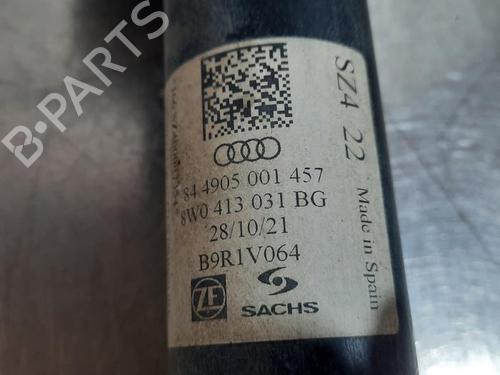 84 4905 001 457
8W0 413 031 BG
28/10/21
B9R1V064
ZF
SACHS
SZ4 22
Made in Spain
B-PARTS